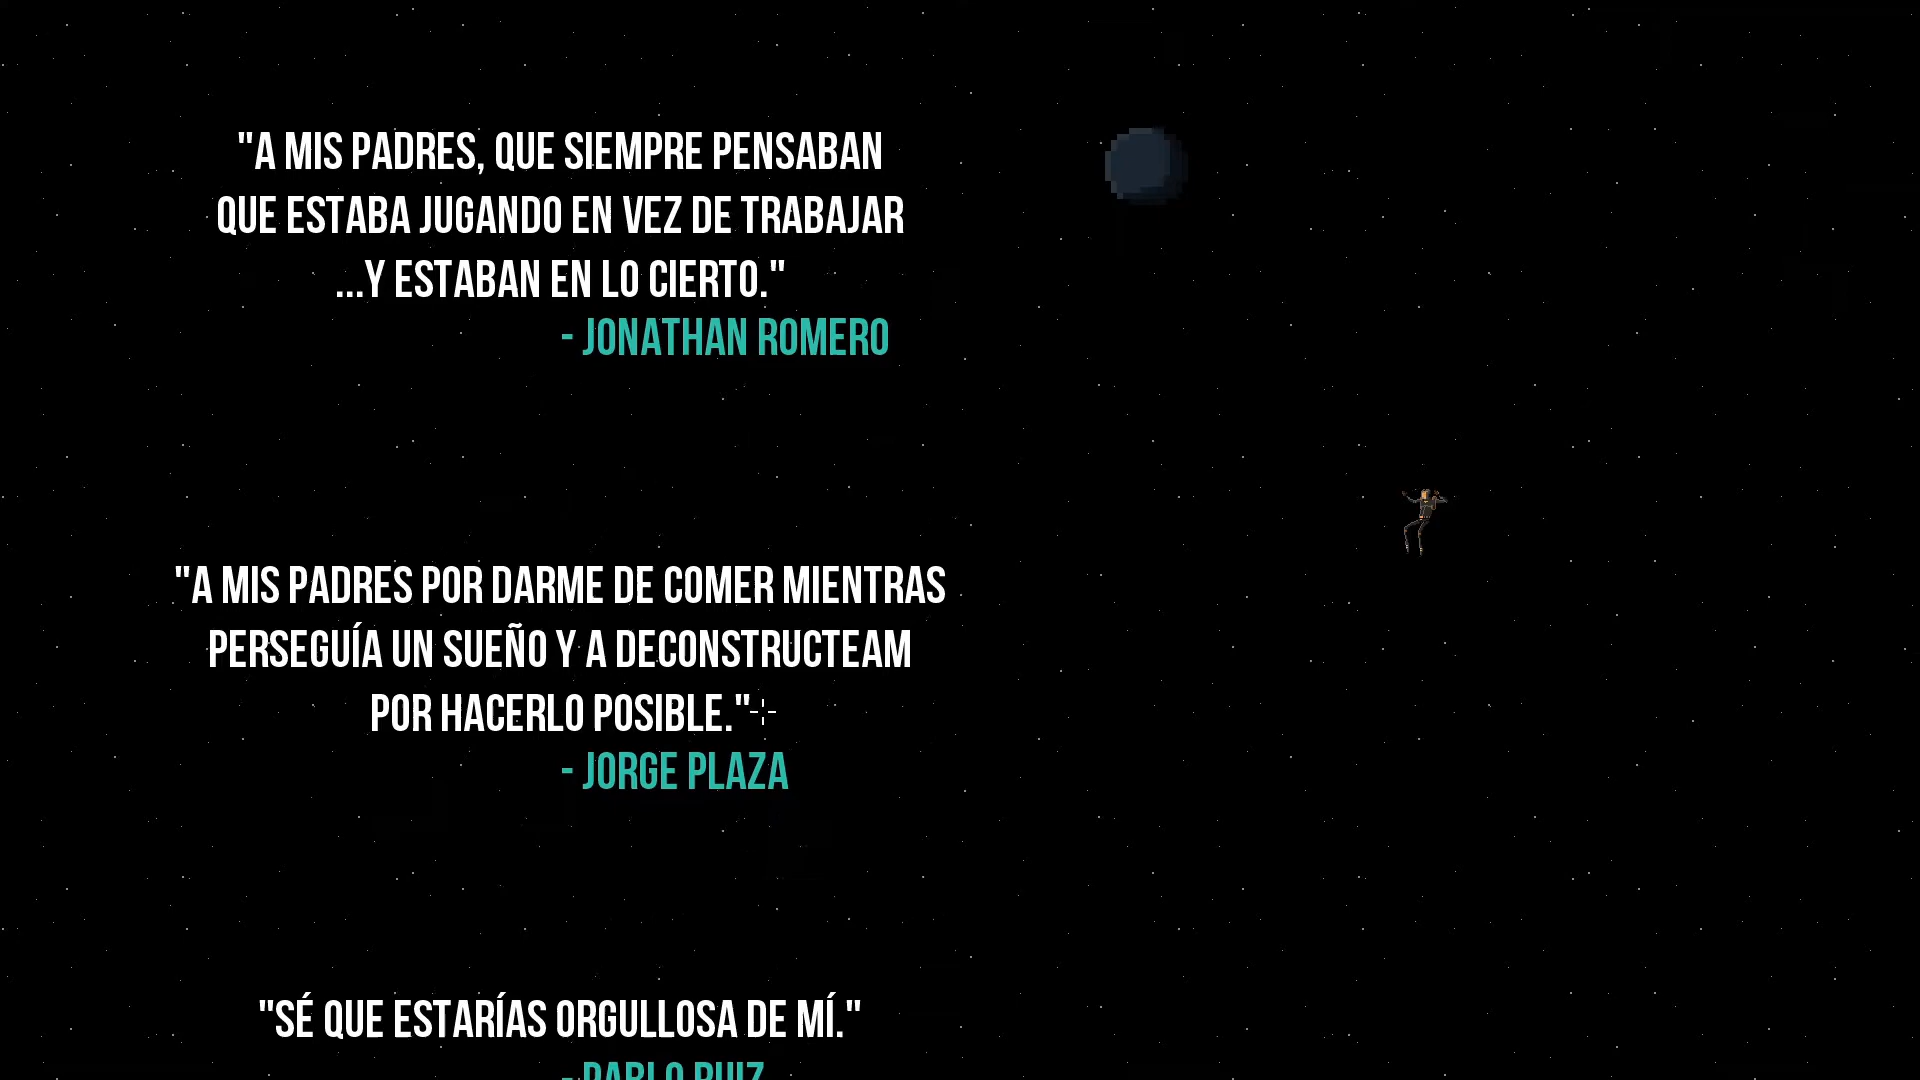 "A MIS PADRES, QUE SIEMPRE PENSABAN
QUE ESTABA JUGANDO EN VEZ DE TRABAJAR
...Y ESTABAN EN LO CIERTO."
- JONATHAN ROMERO
"A MIS PADRES POR DARME DE COMER MIENTRAS
PERSEGUÍA UN SUEÑO Y A DECONSTRUCTEAM
POR HACERLO POSIBLE."
- JORGE PLAZA
"SÉ QUE ESTARÍAS ORGULLOSA DE MÍ."
- PABLO RUIZ